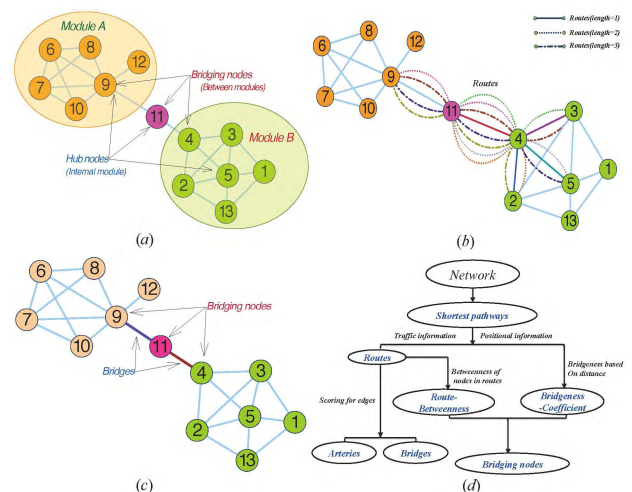 Module A
6
8
12
7
9
10
Bridging nodes
(Between modules)
11
Module B
Hub nodes
(Internal module)
4
3
5
1
2
13
(a)
Routes(length=1)
Routes(length=2)
Routes(length=3)
6
8
12
7
9
10
Routes
11
4
3
1
5
2
13
(b)
6
8
12
7
9
10
Bridging nodes
11
Bridges
4
3
5
1
2
13
(c)
Network
Shortest pathways
Traffic information
Positional information
Routes
Betweenness of
nodes in routes
Bridgeness based
On distance
Scoring for edges
Route-
Betweenness
Bridgeness
-Coefficient
Arteries
Bridges
Bridging nodes
(d)